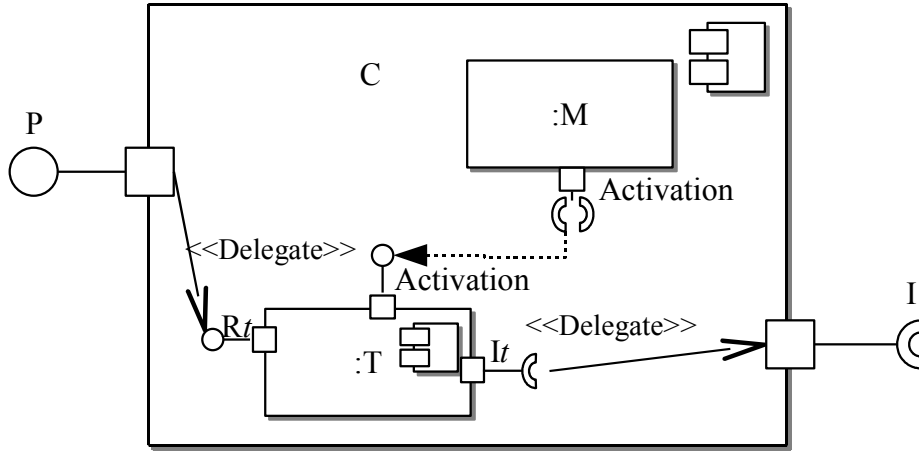 C
:M
P
Activation
<<Delegate>>
Activation
I
Rt
<<Delegate>>
:T
It